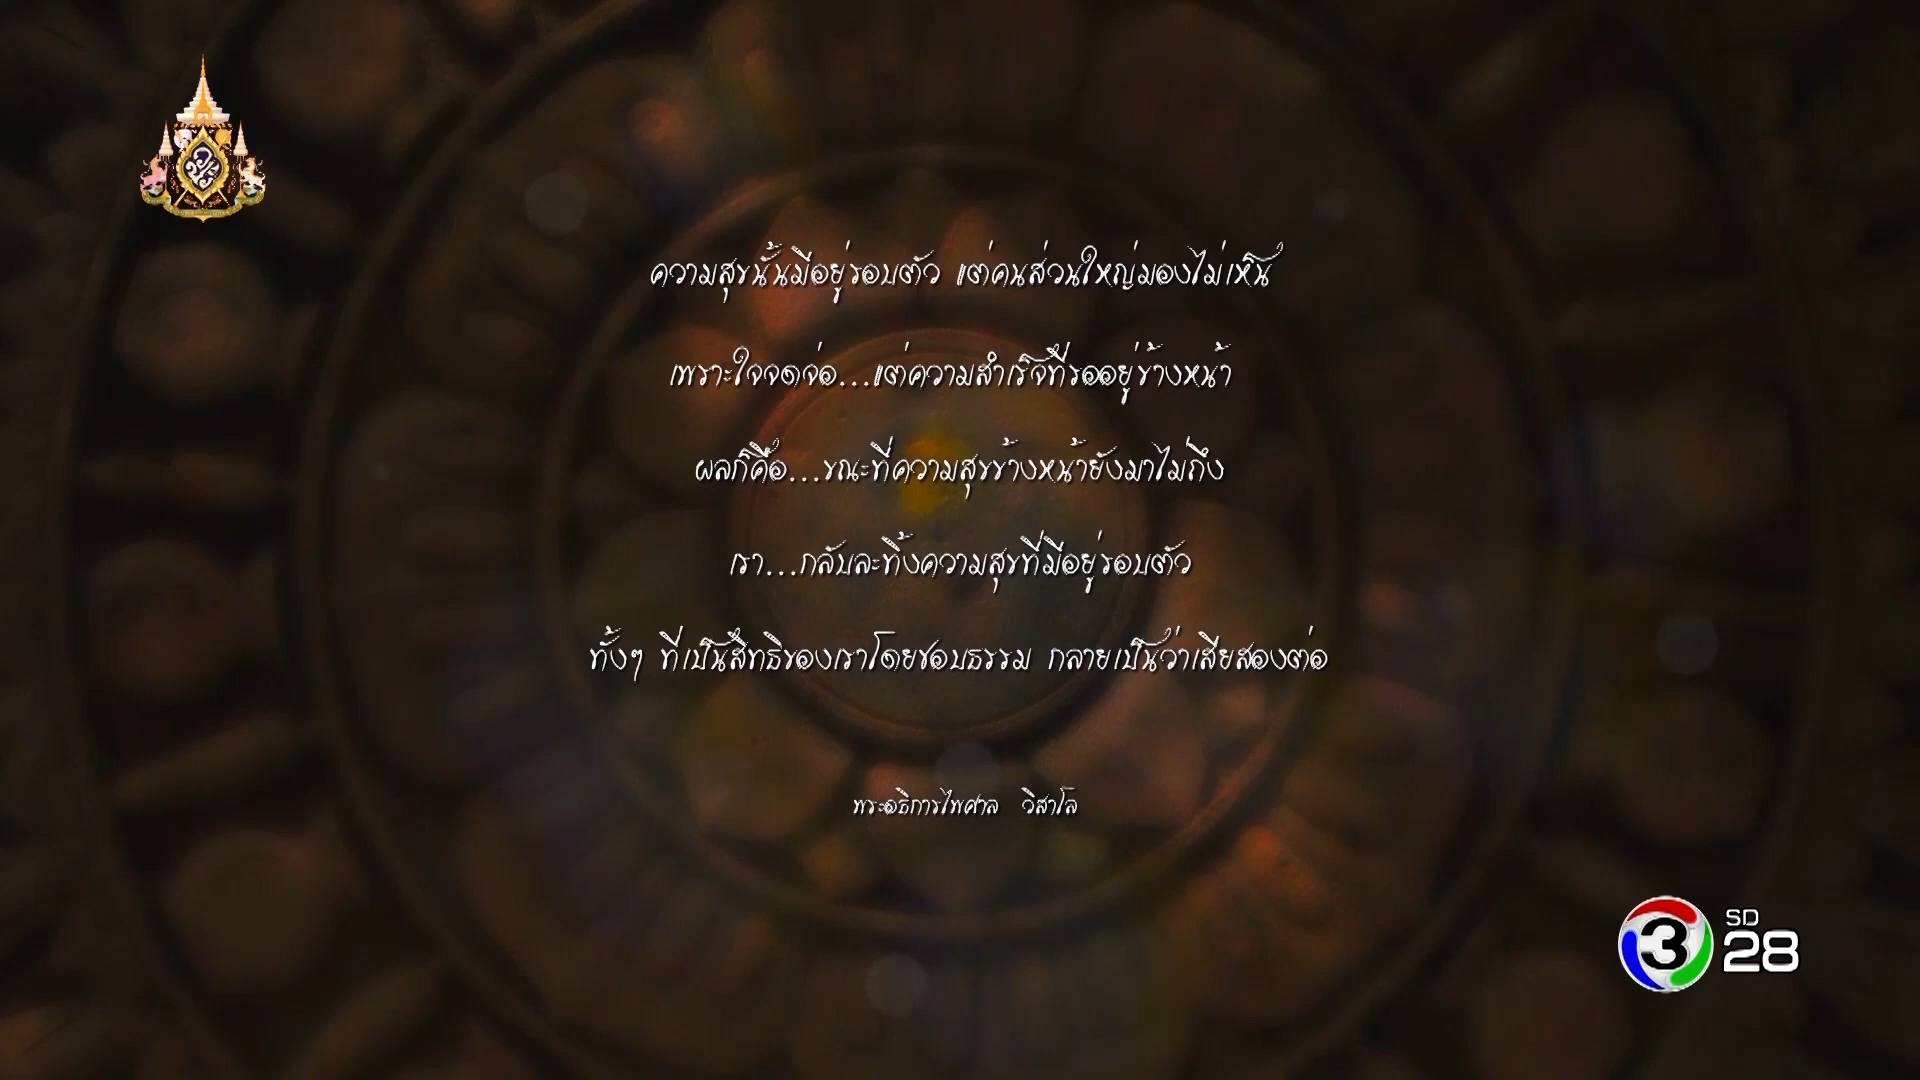 ความสุขนั้นมีอยู่รอบตัว แต่คนส่วนใหญ่มองไม่เห็น
เพราะใจจดจ่อ...แต่ความสำเร็จที่รออยู่ข้างหน้า
ผลก็คือ...ขณะที่ความสุขข้างหน้ายังมาไม่ถึง
เรา...กลับละทิ้งความสุขที่มีอยู่รอบตัว
ทั้งๆ ที่เป็นสิทธิของเราโดยชอบธรรม กลายเป็นว่าเสียสองต่อ
พระอธิการไพศาล วิสาโล
3 SD 28